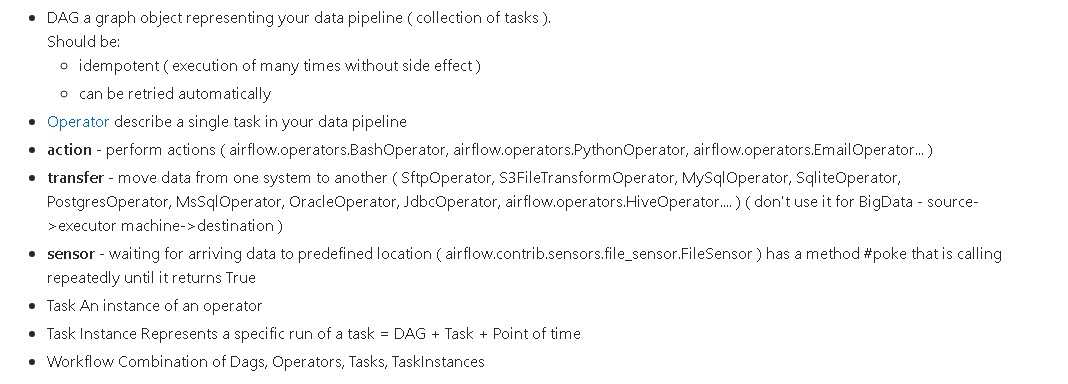 DAG a graph object representing your data pipeline ( collection of tasks ).
Should be:
idempotent ( execution of many times without side effect )
can be retried automatically
Operator describe a single task in your data pipeline
action - perform actions ( airflow.operators.BashOperator, airflow.operators.PythonOperator, airflow.operators.EmailOperator... )
transfer - move data from one system to another ( SftpOperator, S3FileTransformOperator, MySqlOperator, SqliteOperator,
PostgresOperator, MsSqlOperator, OracleOperator, JdbcOperator, airflow.operators.HiveOperator.... ) ( don't use it for BigData - source-
>executor machine->destination )
sensor - waiting for arriving data to predefined location ( airflow.contrib.sensors.file_sensor.FileSensor ) has a method #poke that is calling
repeatedly until it returns True
Task An instance of an operator
Task Instance Represents a specific run of a task = DAG + Task + Point of time
Workflow Combination of Dags, Operators, Tasks, TaskInstances